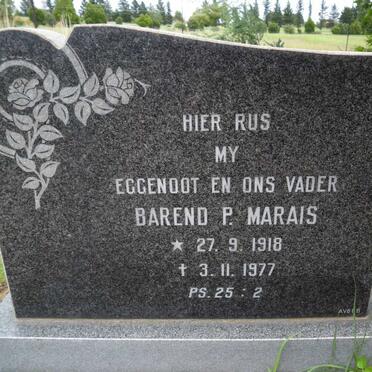 HIER RUS
MY
EGGENOOT EN ONS VADER
BAREND P. MARAIS
★ 27. 9. 1918
✝ 3. 11. 1977
PS. 25 : 2